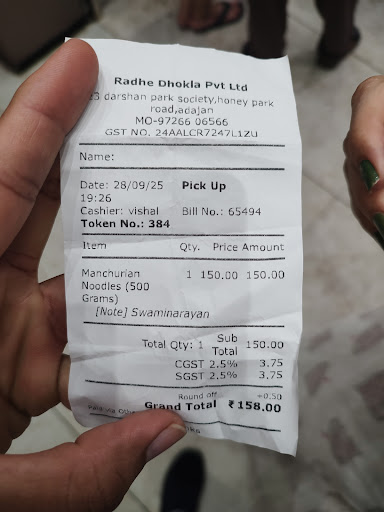 Radhe Dhokla Pvt Ltd
darshan park society,honey park
road,adajan
MO-97266 06566
GST NO. 24AALCR7247L1ZU
Name:
Date: 28/09/25 Pick Up
19:26
Cashier: vishal Bill No.: 65494
Token No.: 384
Item Qty. Price Amount
Manchurian 1 150.00 150.00
Noodles (500
Grams)
[Note] Swaminarayan
Total Qty: 1 Sub Total 150.00
CGST 2.5% 3.75
SGST 2.5% 3.75
Round off +0.50
Grand Total ₹158.00
Paid via